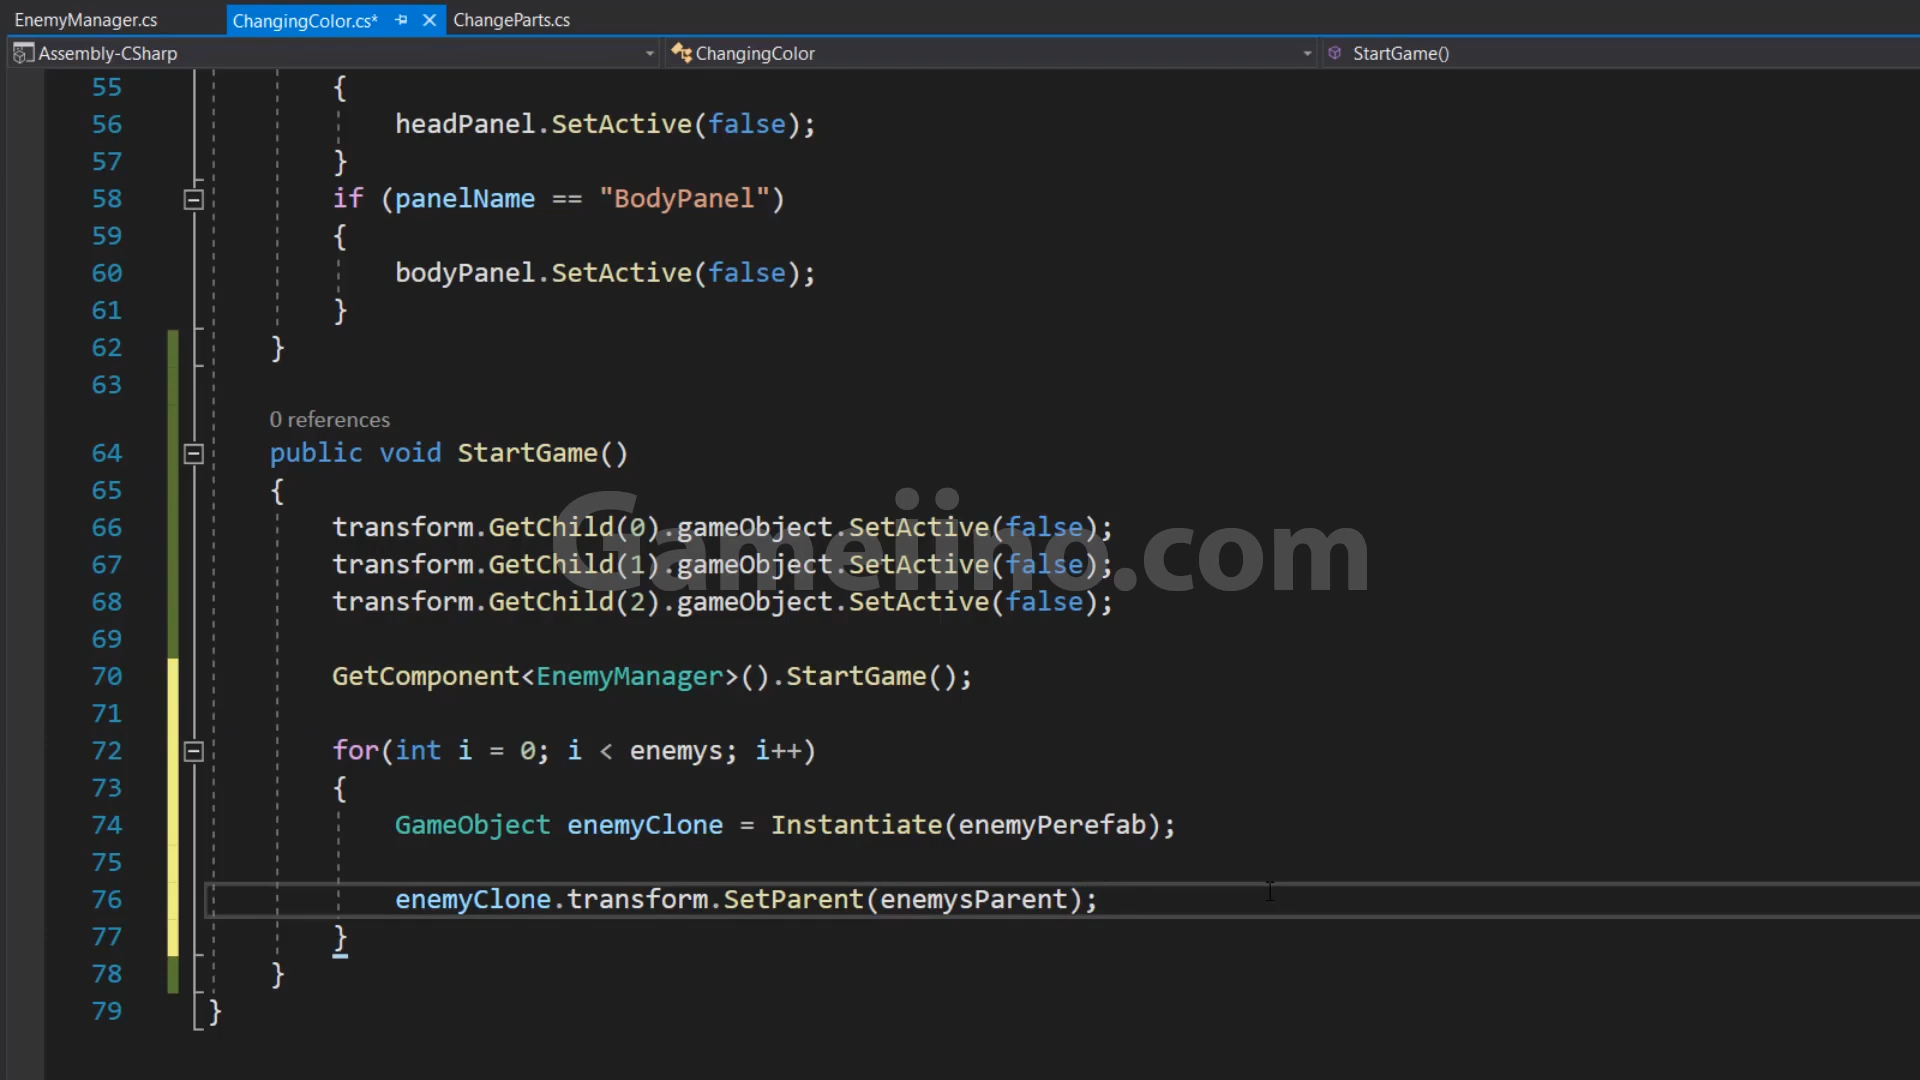 EnemyManager.cs ChangingColor.cs* ChangeParts.cs
Assembly-CSharp ChangingColor StartGame()
55 {
56 headPanel.SetActive(false);
57 }
58 if (panelName == "BodyPanel")
59 {
60 bodyPanel.SetActive(false);
61 }
62 }
63
0 references
64 public void StartGame()
65 {
66 transform.GetChild(0).gameObject.SetActive(false);
67 transform.GetChild(1).gameObject.SetActive(false);
68 transform.GetChild(2).gameObject.SetActive(false);
69
70 GetComponent<EnemyManager>().StartGame();
71
72 for(int i = 0; i < enemys; i++)
73 {
74 GameObject enemyClone = Instantiate(enemyPerefab);
75
76 enemyClone.transform.SetParent(enemysParent);
77 }
78 }
79 }
Gameiino.com